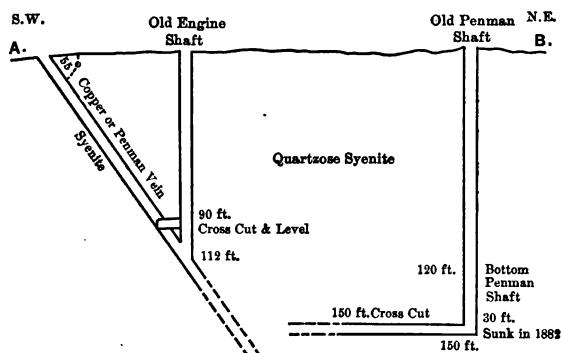 S.W.
Old Engine
Shaft
Old Penman
Shaft
N.E.
A.
B.
55°
Copper or Penman Vein
Syenite
Quartzose Syenite
90 ft.
Cross Cut & Level
112 ft.
120 ft.
Bottom
Penman
Shaft
150 ft. Cross Cut
30 ft.
Sunk in 1882
150 ft.